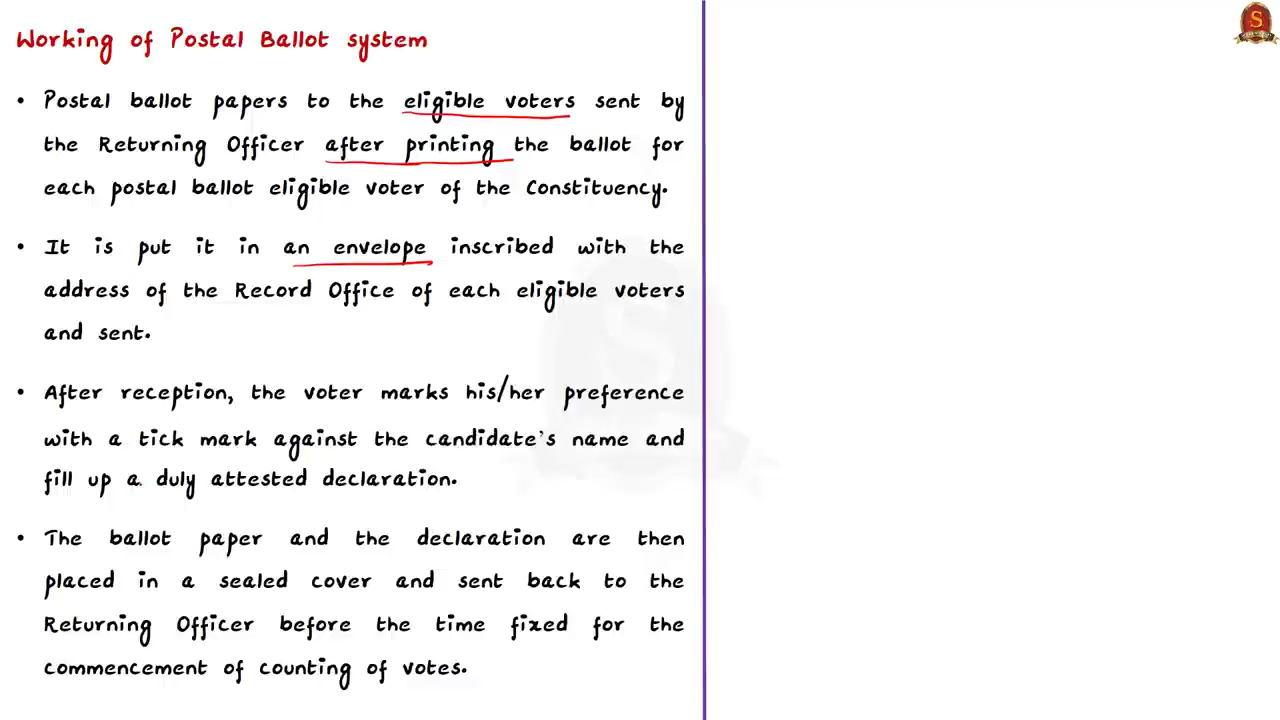 Working of Postal Ballot system
• Postal ballot papers to the eligible voters sent by
the Returning Officer after printing the ballot for
each postal ballot eligible voter of the Constituency.
• It is put it in an envelope inscribed with the
address of the Record Office of each eligible voters
and sent.
• After reception, the voter marks his/her preference
with a tick mark against the candidate's name and
fill up a duly attested declaration.
• The ballot paper and the declaration are then
placed in a sealed cover and sent back to the
Returning Officer before the time fixed for the
commencement of counting of votes.
S